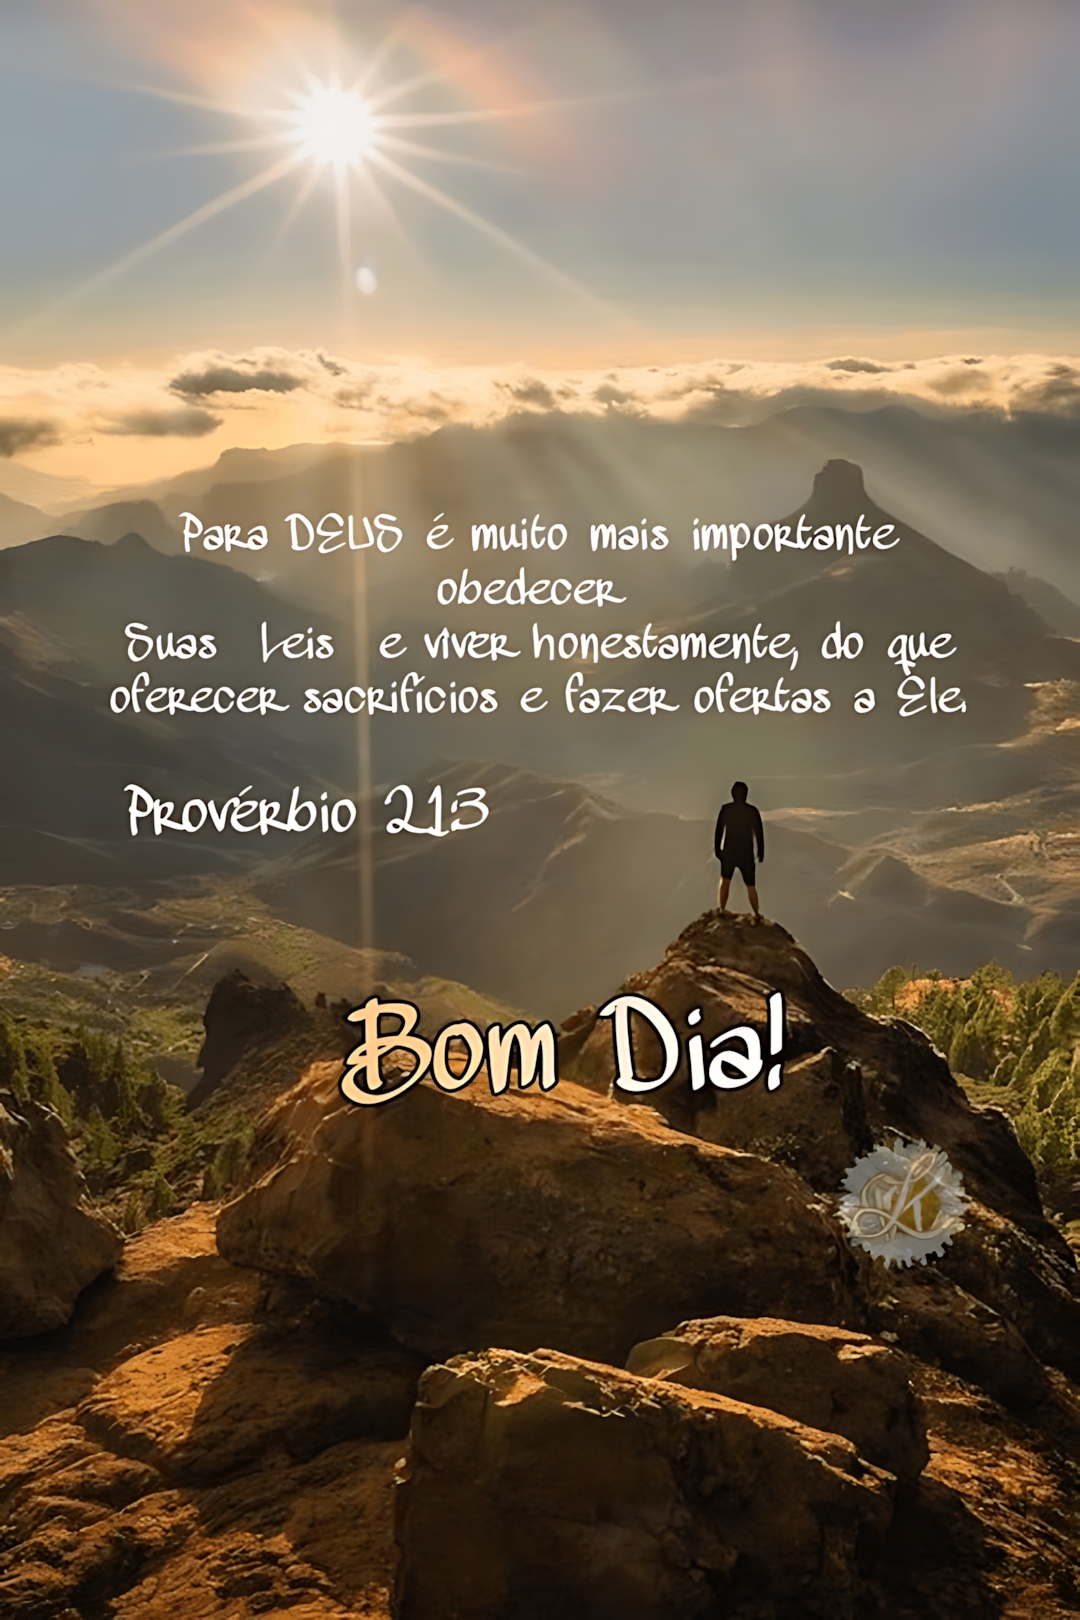 Para DEUS é muito mais importante
obedecer
Suas Leis e viver honestamente, do que
oferecer sacrifícios e fazer ofertas a Ele.
Provérbio 21:3
Bom Dia!
LK